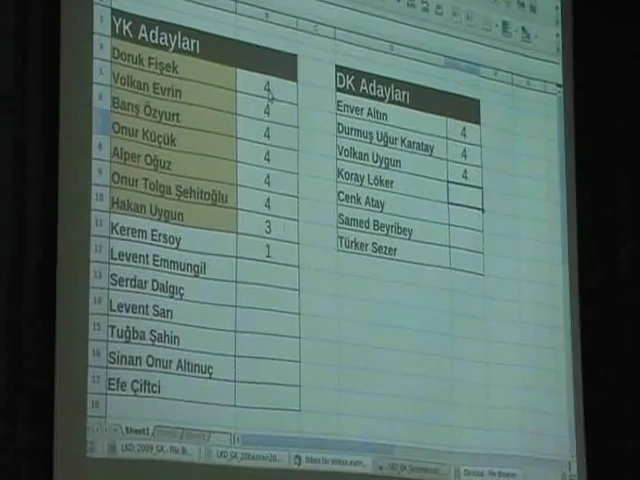 YK Adayları
Doruk Fişek 4
Volkan Evrin 4
Barış Özyurt 4
Onur Küçük 4
Alper Oğuz 4
Onur Tolga Şehitoğlu 4
Hakan Uygun 3
Kerem Ersoy 1
Levent Emmungil
Serdar Dalgıç
Levent Sarı
Tuğba Şahin
Sinan Onur Altınuç
Efe Çiftci
DK Adayları
Enver Altın 4
Durmuş Uğur Karatay 4
Volkan Uygun 4
Koray Löker
Cenk Atay
Samed Beyribey
Türker Sezer
Sheet1
LKD_2009_GK - File B...
LKD_GK_20haziran20...